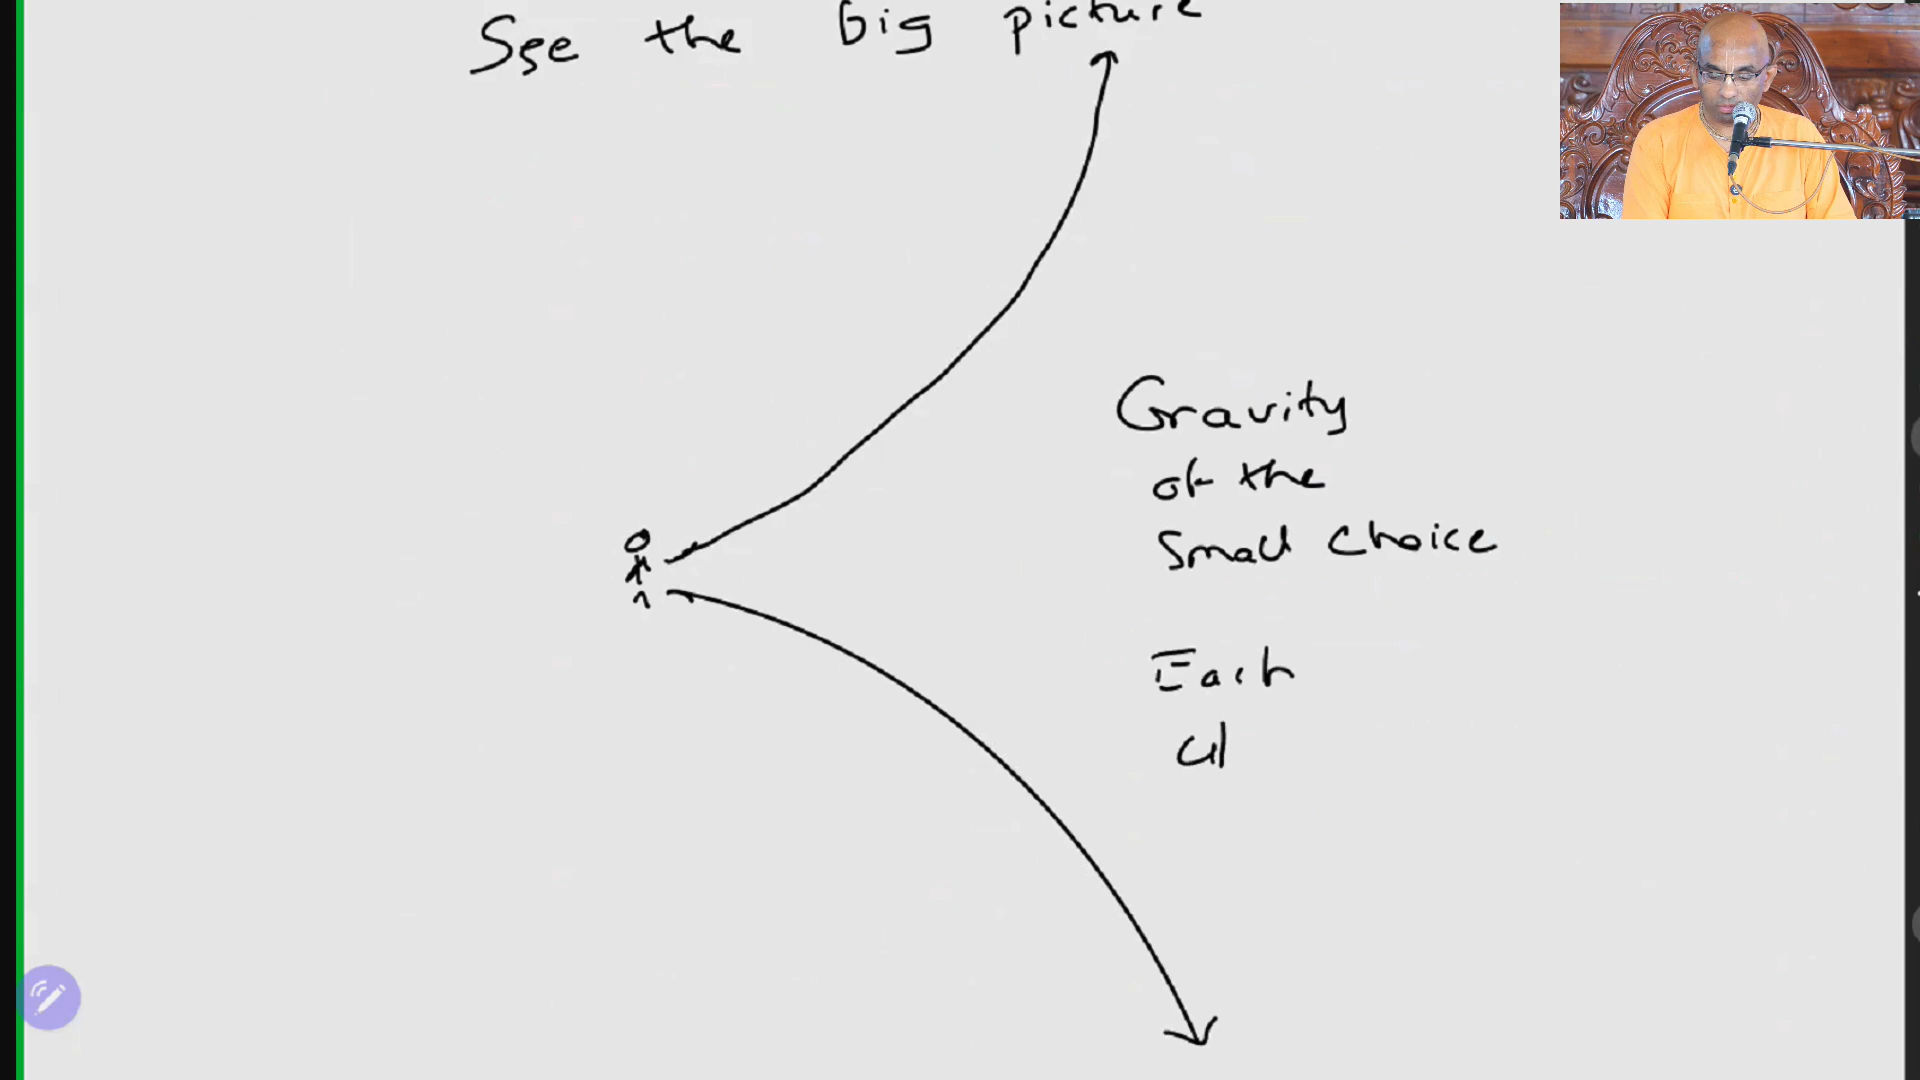 See the big picture
Gravity
of the
Small choice
Each